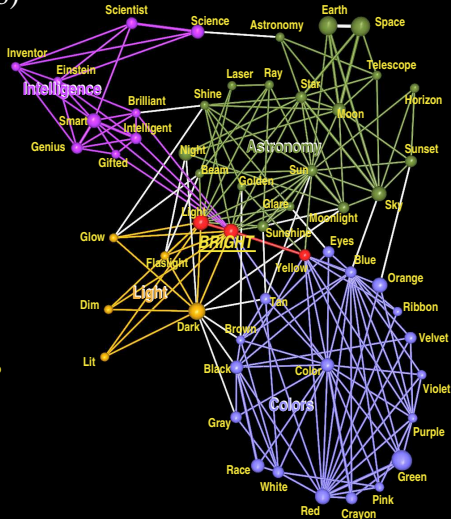 Scientist
Earth
Space
Science
Astronomy
Inventor
Einstein
Telescope
Laser
Ray
Intelligence
Star
Shine
Brilliant
Horizon
Moon
Smart
Intelligent
Genius
Night
Astronomy
Sunset
Gifted
Beam
Sun
Golden
Glare
Sky
Light
Moonlight
Glow
BRIGHT
Sunshine
Eyes
Flaslight
Yellow
Blue
Orange
Light
Dim
Tan
Ribbon
Dark
Brown
Velvet
Lit
Black
Color
Violet
Colors
Gray
Purple
Race
White
Green
Pink
Red
Crayon